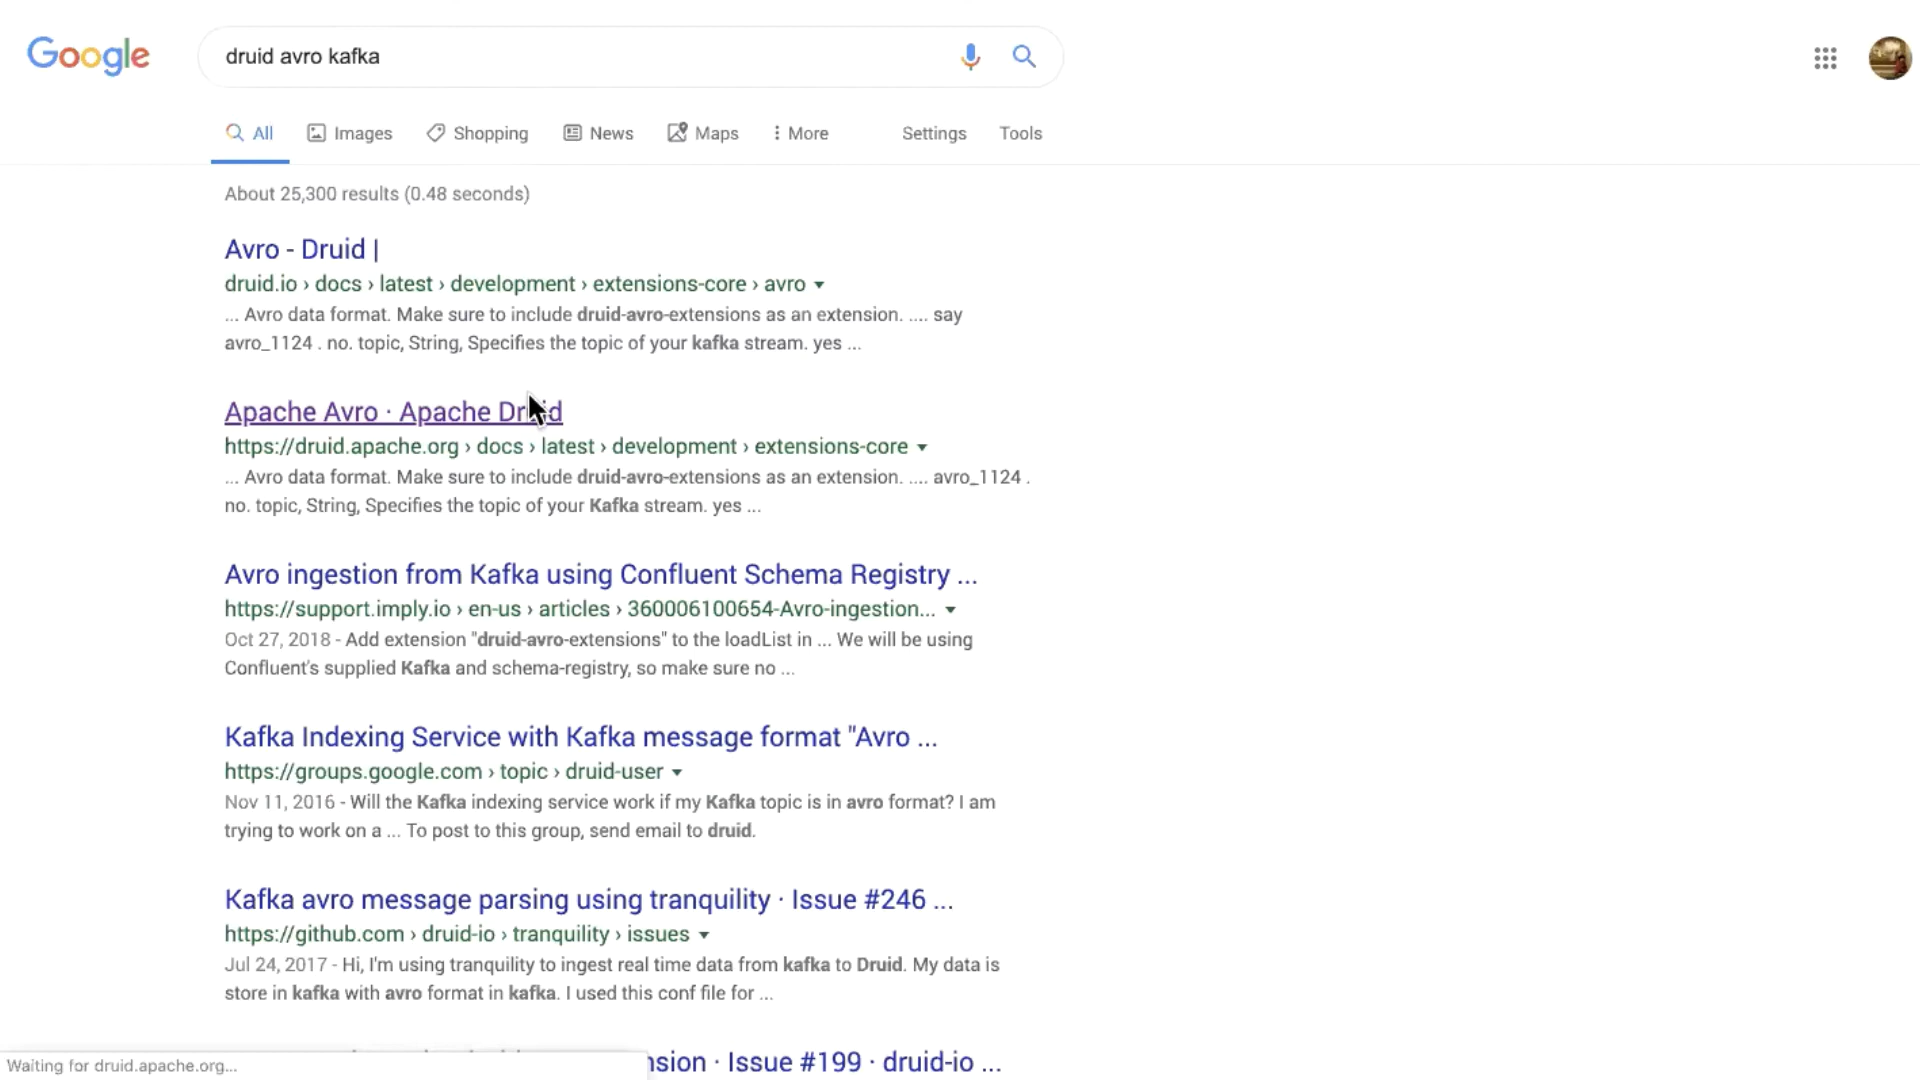 Google
druid avro kafka
All Images Shopping News Maps More Settings Tools
About 25,300 results (0.48 seconds)
Avro - Druid |
druid.io › docs › latest › development › extensions-core › avro
... Avro data format. Make sure to include druid-avro-extensions as an extension. .... say
avro_1124 . no. topic, String, Specifies the topic of your kafka stream. yes ...
Apache Avro · Apache Druid
https://druid.apache.org › docs › latest › development › extensions-core
... Avro data format. Make sure to include druid-avro-extensions as an extension. .... avro_1124 .
no. topic, String, Specifies the topic of your Kafka stream. yes ...
Avro ingestion from Kafka using Confluent Schema Registry ...
https://support.imply.io › en-us › articles › 360006100654-Avro-ingestion...
Oct 27, 2018 - Add extension "druid-avro-extensions" to the loadList in ... We will be using
Confluent's supplied Kafka and schema-registry, so make sure no ...
Kafka Indexing Service with Kafka message format "Avro ...
https://groups.google.com › topic › druid-user
Nov 11, 2016 - Will the Kafka indexing service work if my Kafka topic is in avro format? I am
trying to work on a ... To post to this group, send email to druid.
Kafka avro message parsing using tranquility · Issue #246 ...
https://github.com › druid-io › tranquility › issues
Jul 24, 2017 - Hi, I'm using tranquility to ingest real time data from kafka to Druid. My data is
store in kafka with avro format in kafka. I used this conf file for ...
· Issue #199 · druid-io ...
Waiting for druid.apache.org...